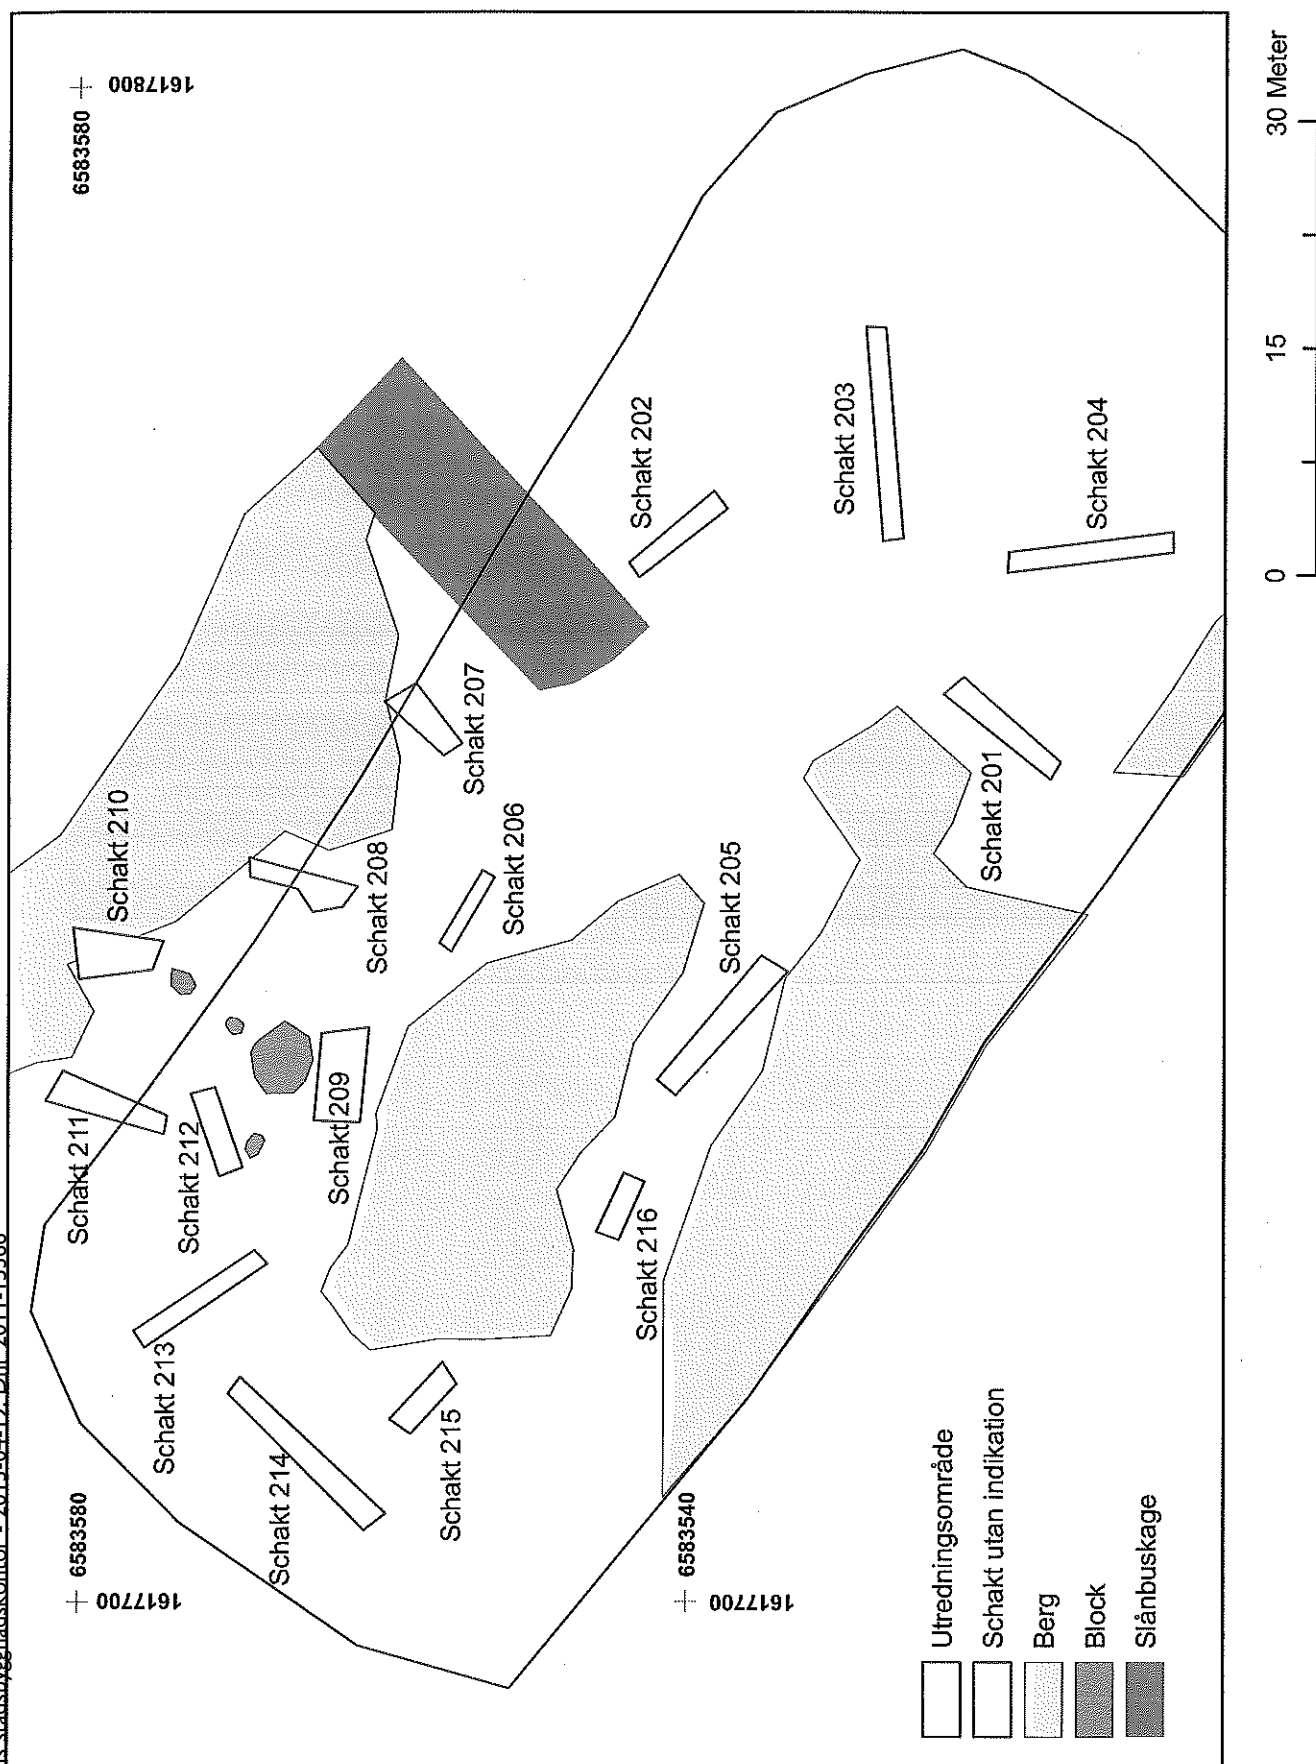 stadsbyggnadskontor -
6583580
1617700
Schakt 211
6583580
1617800
Schakt 210
Schakt 213
Schakt 212
Schakt 214
Schakt 209
Schakt 208
Schakt 215
Schakt 207
Schakt 206
Schakt 202
Schakt 216
6583540
1617700
Schakt 205
Schakt 203
Schakt 201
Schakt 204
Utredningsområde
Schakt utan indikation
Berg
Block
Slånbuskage
0 15 30 Meter